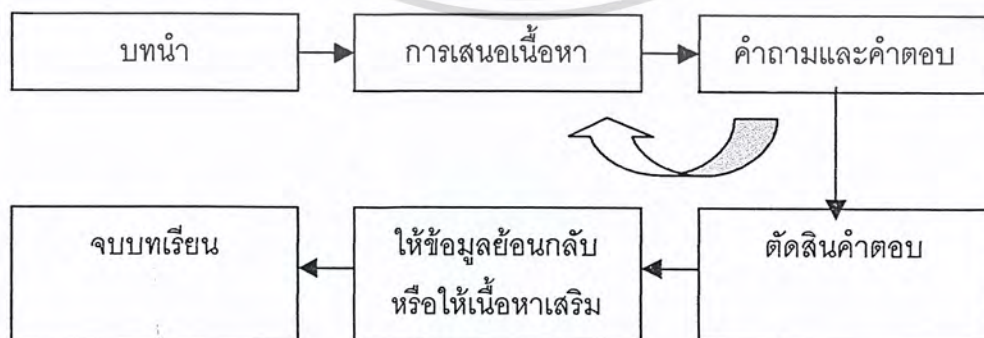 บทนำ
การเสนอเนื้อหา
คำถามและคำตอบ
จบบทเรียน
ให้ข้อมูลย้อนกลับ
หรือให้เนื้อหาเสริม
ตัดสินคำตอบ